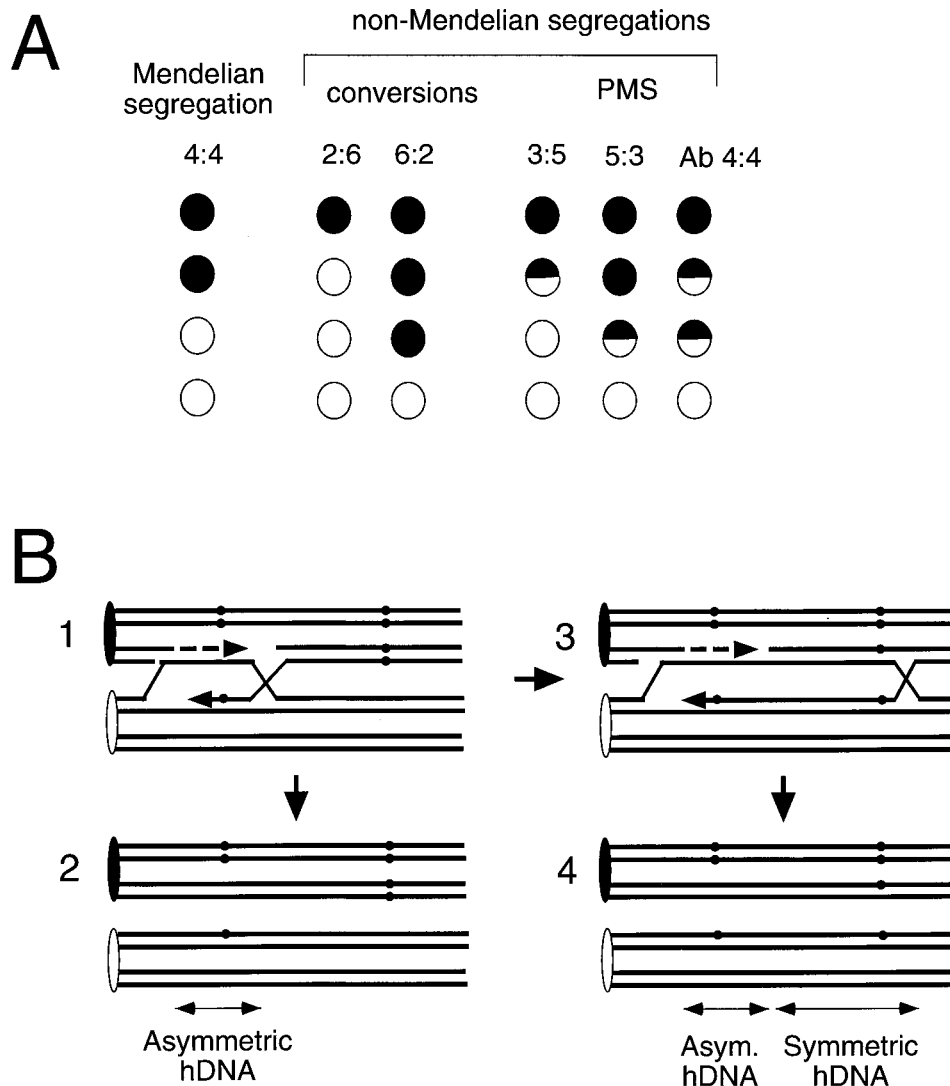 A
non-Mendelian segregations
Mendelian
segregation
conversions
PMS
4:4
2:6
6:2
3:5
5:3
Ab 4:4
B
1
3
2
4
Asymmetric
hDNA
Asym.
hDNA
Symmetric
hDNA